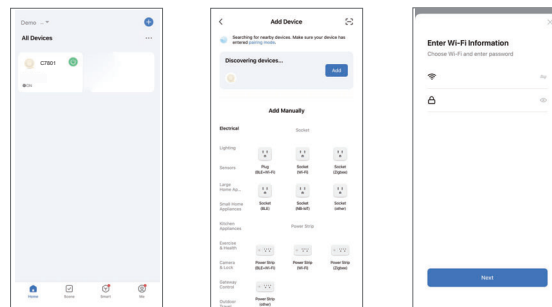 Demo ...
All Devices
...
C7801
ON
Home
Scene
Smart
Me
Add Device
Searching for nearby devices. Make sure your device has
entered pairing mode.
Discovering devices...
Add
Add Manually
Electrical
Socket
Lighting
Sensors
Plug
(BLE+Wi-Fi)
Socket
(Wi-Fi)
Socket
(Zigbee)
Large
Home Ap...
Small Home
Appliances
Socket
(BLE)
Socket
(NB-IoT)
Socket
(other)
Kitchen
Appliances
Power Strip
Exercise
& Health
Camera
& Lock
Power Strip
(BLE+Wi-Fi)
Power Strip
(Wi-Fi)
Power Strip
(Zigbee)
Gateway
Control
Outdoor
Travel
Power Strip
(other)
Enter Wi-Fi Information
Choose Wi-Fi and enter password
Next